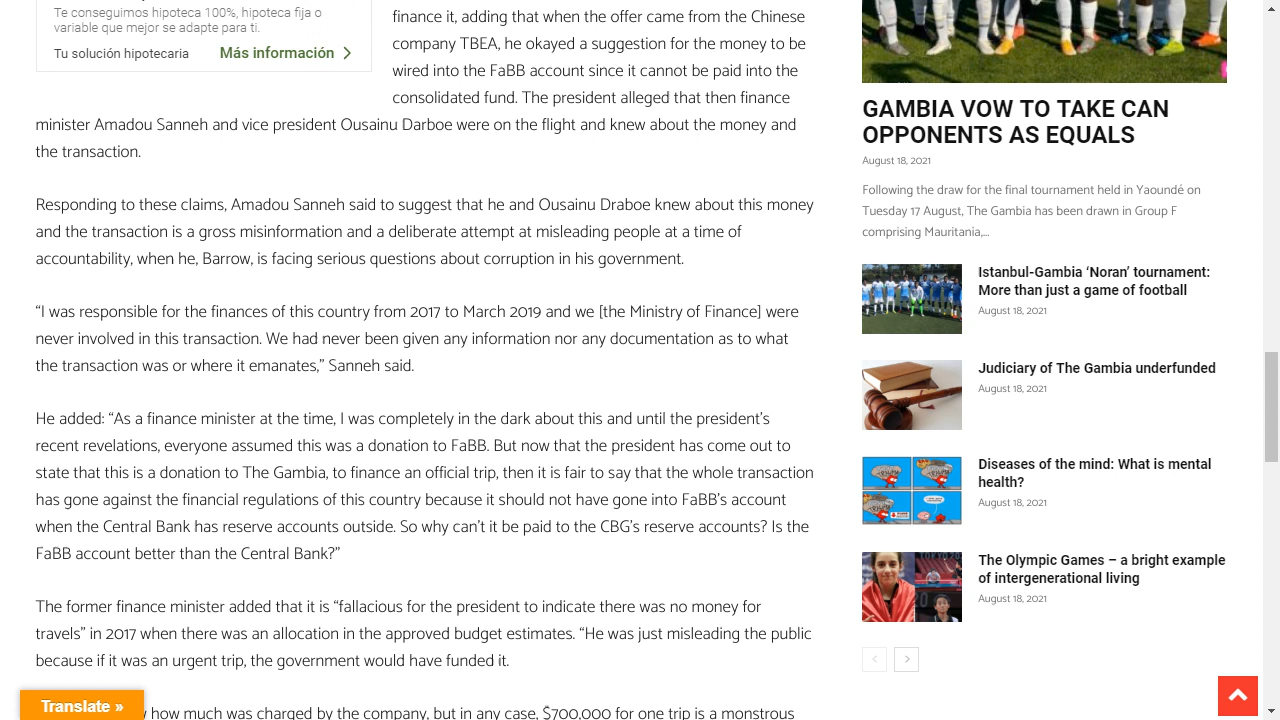 Te conseguimos hipoteca 100%, hipoteca fija o
variable que mejor se adapte para ti.
Tu solución hipotecaria
Más información
finance it, adding that when the offer came from the Chinese
company TBEA, he okayed a suggestion for the money to be
wired into the FaBB account since it cannot be paid into the
consolidated fund. The president alleged that then finance
minister Amadou Sanneh and vice president Ousainu Darboe were on the flight and knew about the money and
the transaction.
Responding to these claims, Amadou Sanneh said to suggest that he and Ousainu Draboe knew about this money
and the transaction is a gross misinformation and a deliberate attempt at misleading people at a time of
accountability, when he, Barrow, is facing serious questions about corruption in his government.
“I was responsible for the finances of this country from 2017 to March 2019 and we [the Ministry of Finance] were
never involved in this transaction. We had never been given any information nor any documentation as to what
the transaction was or where it emanates,” Sanneh said.
He added: “As a finance minister at the time, I was completely in the dark about this and until the president’s
recent revelations, everyone assumed this was a donation to FaBB. But now that the president has come out to
state that this is a donation to The Gambia, to finance an official trip, then it is fair to say that the whole transaction
has gone against the financial regulations of this country because it should not have gone into FaBB’s account
when the Central Bank has reserve accounts outside. So why can’t it be paid to the CBG’S reserve accounts? Is the
FaBB account better than the Central Bank?”
The former finance minister added that it is “fallacious for the president to indicate there was no money for
travels” in 2017 when there was an allocation in the approved budget estimates. “He was just misleading the public
because if it was an urgent trip, the government would have funded it.
how much was charged by the company, but in any case, $700,000 for one trip is a monstrous
Translate »
GAMBIA VOW TO TAKE CAN
OPPONENTS AS EQUALS
August 18, 2021
Following the draw for the final tournament held in Yaoundé on
Tuesday 17 August, The Gambia has been drawn in Group F
comprising Mauritania,...
Istanbul-Gambia ‘Noran’ tournament:
More than just a game of football
August 18, 2021
Judiciary of The Gambia underfunded
August 18, 2021
Diseases of the mind: What is mental
health?
August 18, 2021
The Olympic Games – a bright example
of intergenerational living
August 18, 2021